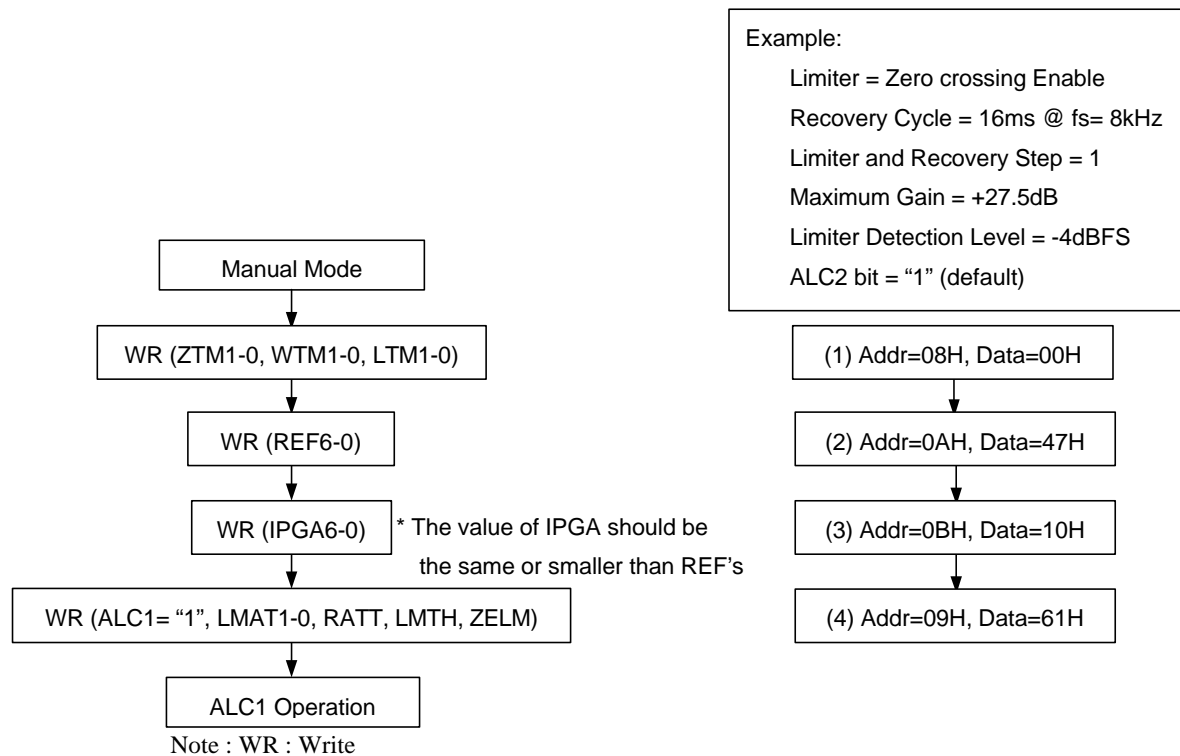 Example:
Limiter = Zero crossing Enable
Recovery Cycle = 16ms @ fs= 8kHz
Limiter and Recovery Step = 1
Maximum Gain = +27.5dB
Limiter Detection Level = -4dBFS
ALC2 bit = “1” (default)
Manual Mode
WR (ZTM1-0, WTM1-0, LTM1-0)
WR (REF6-0)
WR (IPGA6-0)
* The value of IPGA should be
the same or smaller than REF’s
WR (ALC1= “1”, LMAT1-0, RATT, LMTH, ZELM)
ALC1 Operation
Note : WR : Write
(1) Addr=08H, Data=00H
(2) Addr=0AH, Data=47H
(3) Addr=0BH, Data=10H
(4) Addr=09H, Data=61H